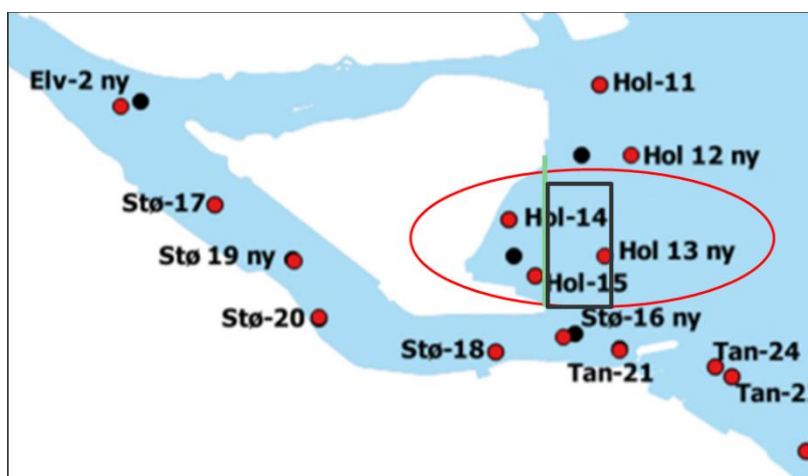 Elv-2 ny
Hol-11
Hol 12 ny
Stø-17
Hol-14
Stø 19 ny
Hol 13 ny
Hol-15
Stø-20
Stø-16 ny
Stø-18
Tan-21
Tan-24